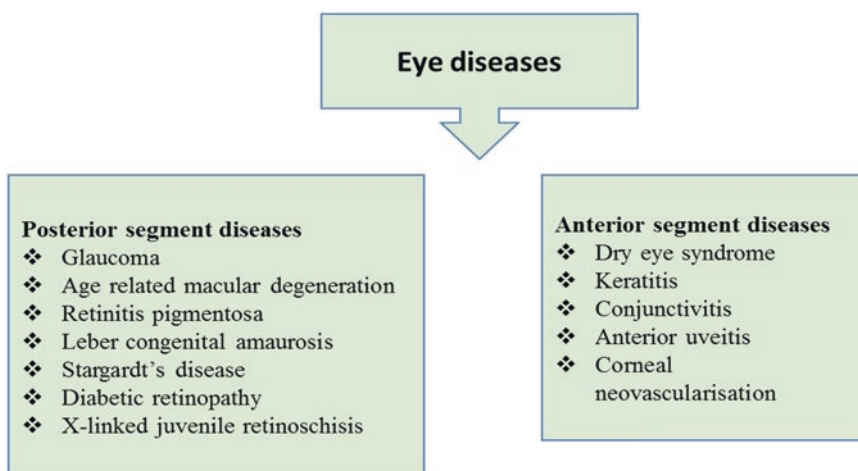 Eye diseases
Posterior segment diseases
❖ Glaucoma
❖ Age related macular degeneration
❖ Retinitis pigmentosa
❖ Leber congenital amaurosis
❖ Stargardt’s disease
❖ Diabetic retinopathy
❖ X-linked juvenile retinoschisis
Anterior segment diseases
❖ Dry eye syndrome
❖ Keratitis
❖ Conjunctivitis
❖ Anterior uveitis
❖ Corneal
neovascularisation